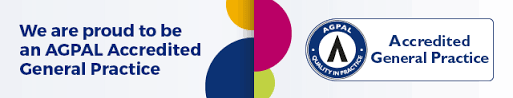 We are proud to be
an AGPAL Accredited
General Practice
AGPAL
QUALITY IN PRACTICE
Accredited
General Practice